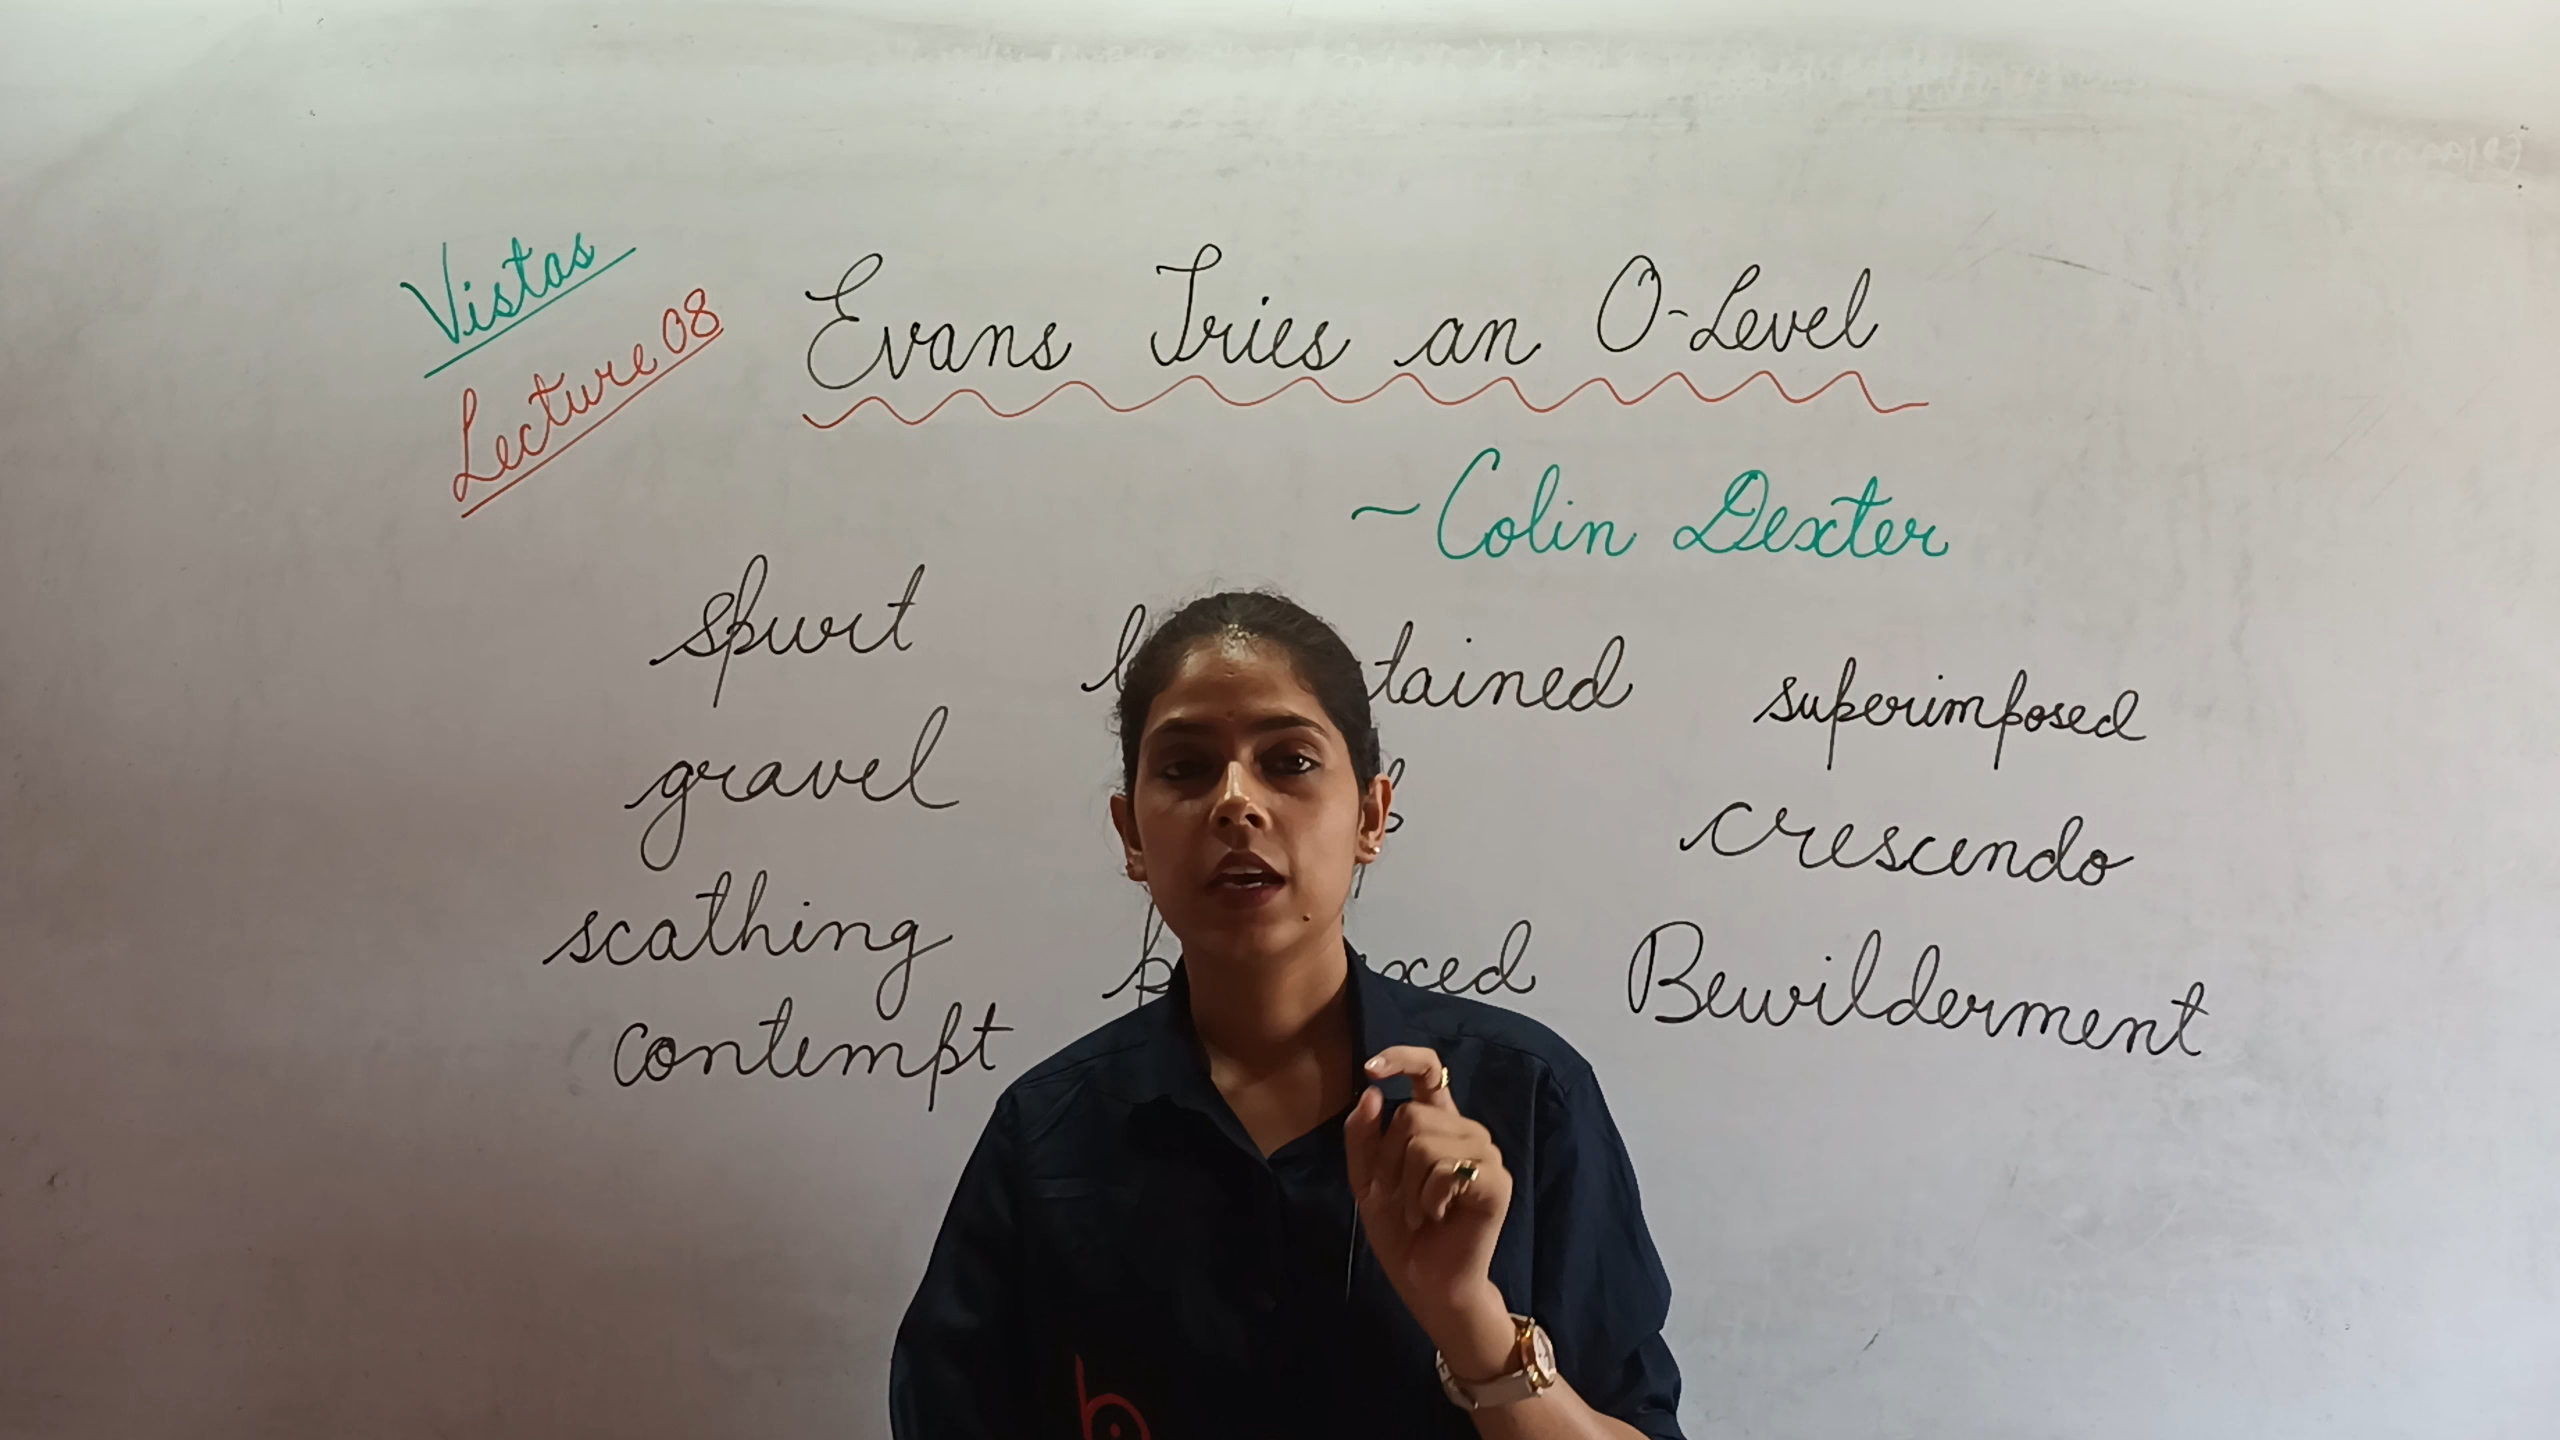 Vistas
Lecture 08
Evans Tries an O-Level
~ Colin Dexter
spurt
superimposed
gravel
crescendo
scathing
Bewilderment
contempt